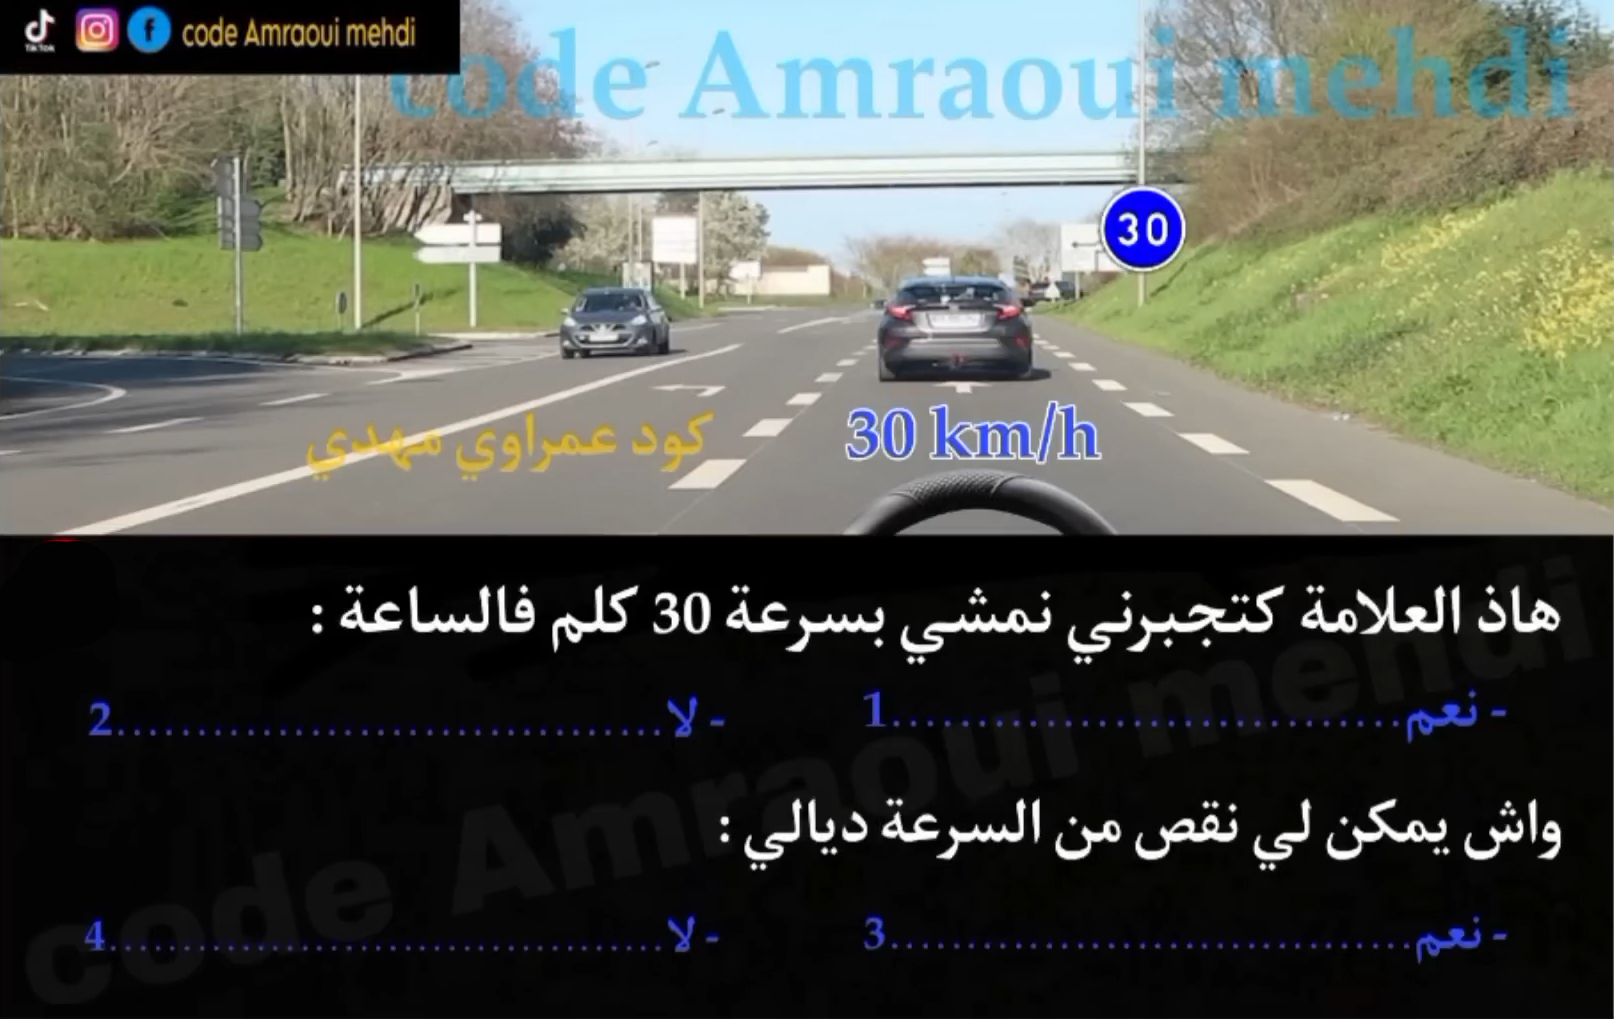 TikTok
code Amraoui mehdi
code Amraoui mehdi
30
30 km/h
كود عمراوي مهدي
هاذ العلامة كتجبرني نمشي بسرعة 30 كلم فالساعة :
- نعم................................1 - لا..................................2
واش يمكن لي نقص من السرعة ديالي :
- نعم.................................3 - لا...................................4
code Amraoui mehdi